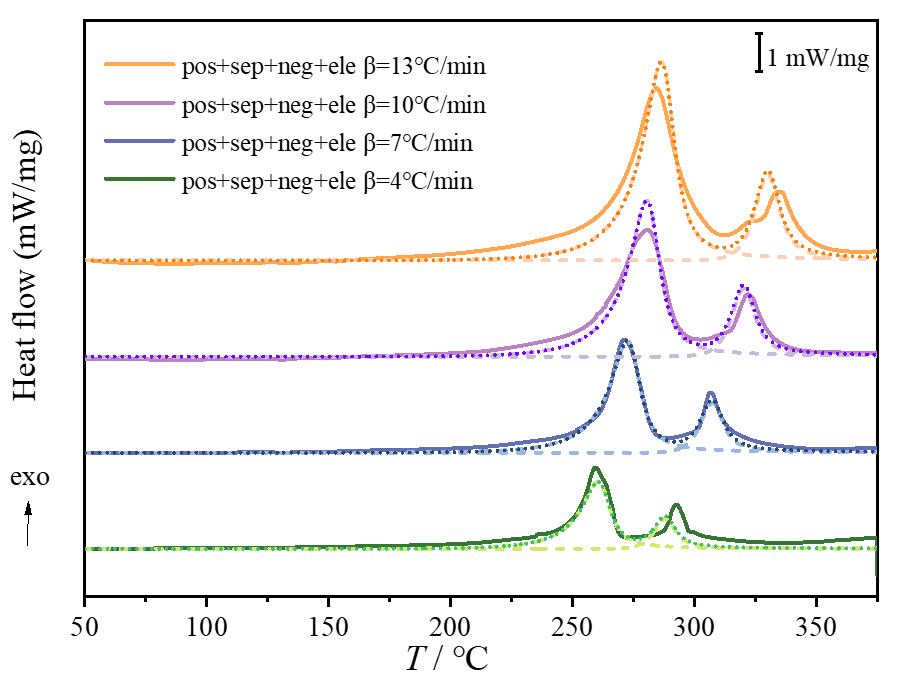 pos+sep+neg+ele β=13°C/min
pos+sep+neg+ele β=10°C/min
pos+sep+neg+ele β=7°C/min
pos+sep+neg+ele β=4°C/min
1 mW/mg
Heat flow (mW/mg)
exo
50 100 150 200 250 300 350
T / °C